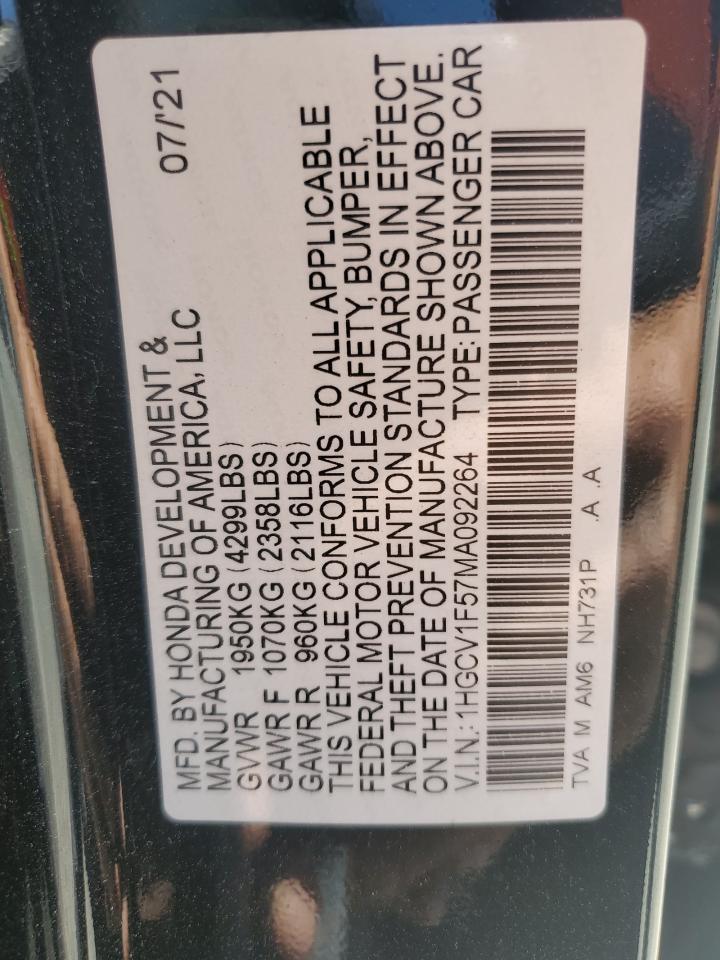 MFD. BY HONDA DEVELOPMENT &
MANUFACTURING OF AMERICA, LLC 07/'21
GVWR 1950KG (4299LBS)
GAWR F 1070KG (2358LBS)
GAWR R 960KG (2116LBS)
THIS VEHICLE CONFORMS TO ALL APPLICABLE
FEDERAL MOTOR VEHICLE SAFETY, BUMPER,
AND THEFT PREVENTION STANDARDS IN EFFECT
ON THE DATE OF MANUFACTURE SHOWN ABOVE.
V.I.N.: 1HGCV1F57MA092264 TYPE: PASSENGER CAR
TVA M AM6 NH731P .A .A